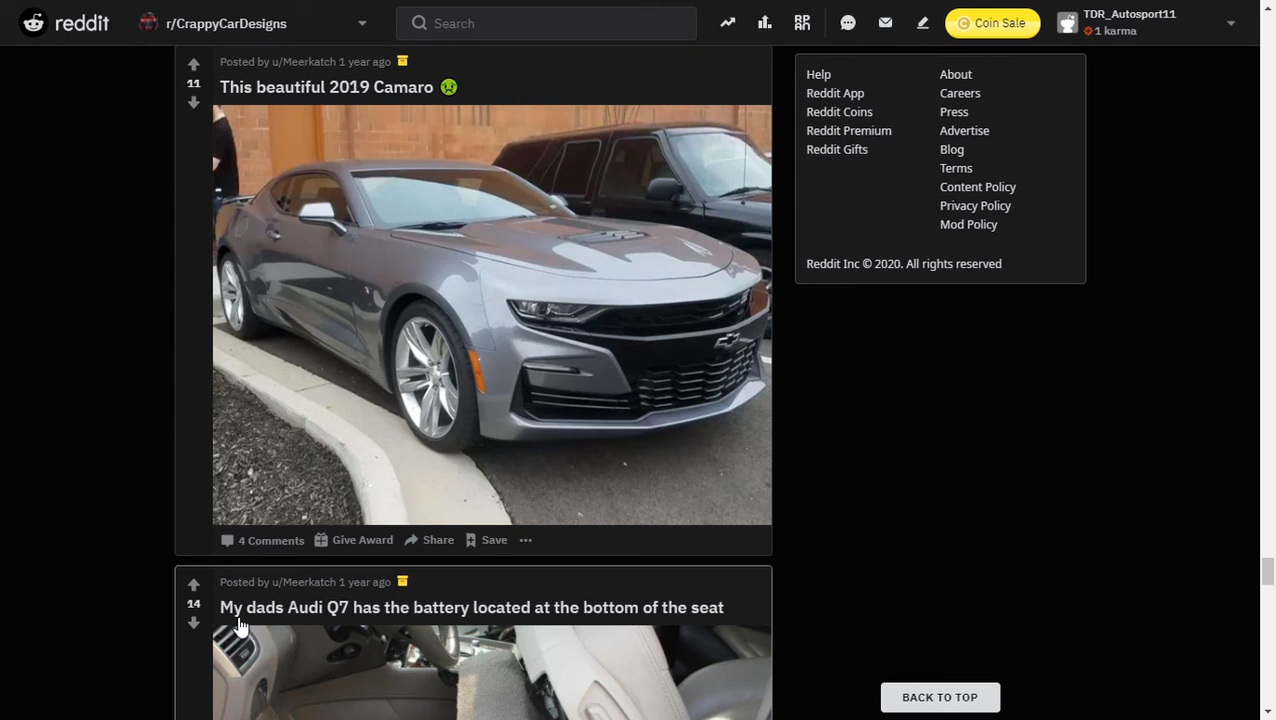 reddit
r/CrappyCarDesigns
Search
Coin Sale
TDR_Autosport11
1 karma
Posted by u/Meerkatch 1 year ago
11
This beautiful 2019 Camaro 🤢
4 Comments
Give Award
Share
Save
Posted by u/Meerkatch 1 year ago
14
My dads Audi Q7 has the battery located at the bottom of the seat
Help
About
Reddit App
Careers
Reddit Coins
Press
Reddit Premium
Advertise
Reddit Gifts
Blog
Terms
Content Policy
Privacy Policy
Mod Policy
Reddit Inc © 2020. All rights reserved
BACK TO TOP